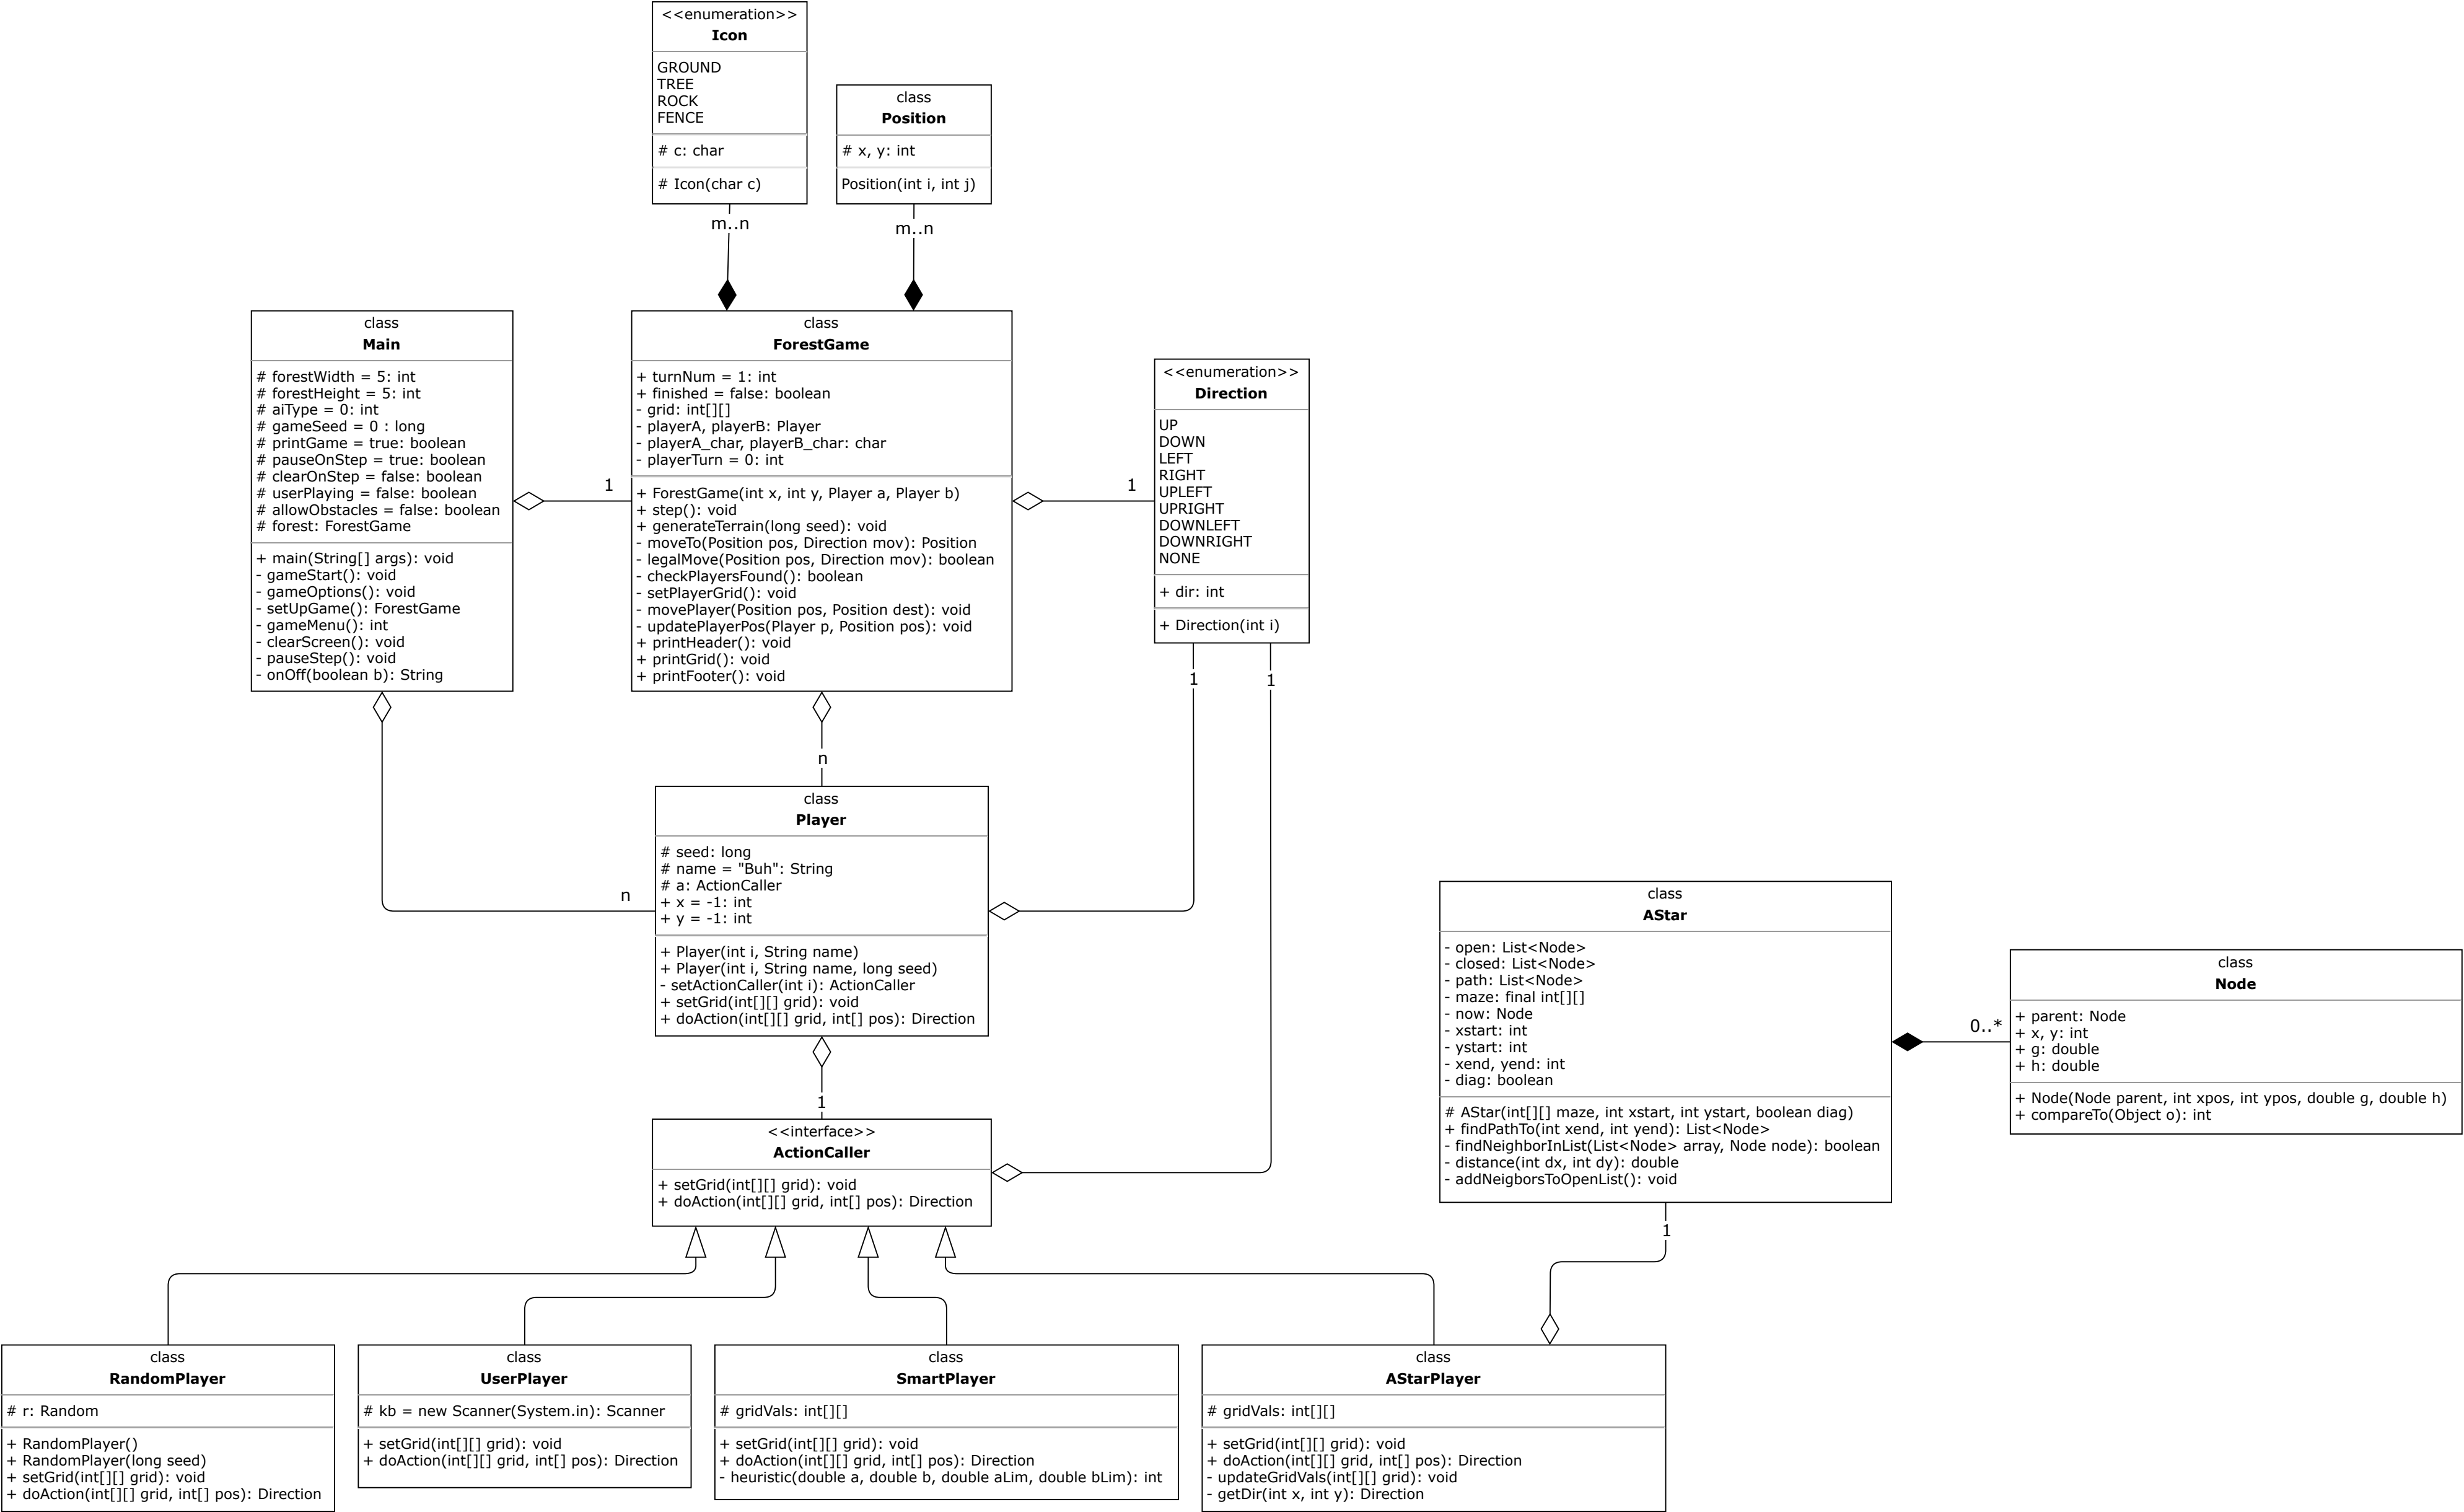 <<enumeration>>
Icon
GROUND
TREE
ROCK
FENCE
# c: char
# Icon(char c)
m..n
class
Position
# x, y: int
Position(int i, int j)
m..n
class
Main
# forestWidth = 5: int
# forestHeight = 5: int
# aiType = 0: int
# gameSeed = 0 : long
# printGame = true: boolean
# pauseOnStep = true: boolean
# clearOnStep = false: boolean
# userPlaying = false: boolean
# allowObstacles = false: boolean
# forest: ForestGame
+ main(String[] args): void
- gameStart(): void
- gameOptions(): void
- setUpGame(): ForestGame
- gameMenu(): int
- clearScreen(): void
- pauseStep(): void
- onOff(boolean b): String
1
class
ForestGame
+ turnNum = 1: int
+ finished = false: boolean
- grid: int[][]
- playerA, playerB: Player
- playerA_char, playerB_char: char
- playerTurn = 0: int
+ ForestGame(int x, int y, Player a, Player b)
+ step(): void
+ generateTerrain(long seed): void
- moveTo(Position pos, Direction mov): Position
- legalMove(Position pos, Direction mov): boolean
- checkPlayersFound(): boolean
- setPlayerGrid(): void
- movePlayer(Position pos, Position dest): void
- updatePlayerPos(Player p, Position pos): void
+ printHeader(): void
+ printGrid(): void
+ printFooter(): void
1
<<enumeration>>
Direction
UP
DOWN
LEFT
RIGHT
UPLEFT
UPRIGHT
DOWNLEFT
DOWNRIGHT
NONE
+ dir: int
+ Direction(int i)
1
1
n
n
class
Player
# seed: long
# name = "Buh": String
# a: ActionCaller
+ x = -1: int
+ y = -1: int
+ Player(int i, String name)
+ Player(int i, String name, long seed)
- setActionCaller(int i): ActionCaller
+ setGrid(int[][] grid): void
+ doAction(int[][] grid, int[] pos): Direction
1
<<interface>>
ActionCaller
+ setGrid(int[][] grid): void
+ doAction(int[][] grid, int[] pos): Direction
class
AStar
- open: List<Node>
- closed: List<Node>
- path: List<Node>
- maze: final int[][]
- now: Node
- xstart: int
- ystart: int
- xend, yend: int
- diag: boolean
# AStar(int[][] maze, int xstart, int ystart, boolean diag)
+ findPathTo(int xend, int yend): List<Node>
- findNeighborInList(List<Node> array, Node node): boolean
- distance(int dx, int dy): double
- addNeigborsToOpenList(): void
0..*
class
Node
+ parent: Node
+ x, y: int
+ g: double
+ h: double
+ Node(Node parent, int xpos, int ypos, double g, double h)
+ compareTo(Object o): int
1
class
RandomPlayer
# r: Random
+ RandomPlayer()
+ RandomPlayer(long seed)
+ setGrid(int[][] grid): void
+ doAction(int[][] grid, int[] pos): Direction
class
UserPlayer
# kb = new Scanner(System.in): Scanner
+ setGrid(int[][] grid): void
+ doAction(int[][] grid, int[] pos): Direction
class
SmartPlayer
# gridVals: int[][]
+ setGrid(int[][] grid): void
+ doAction(int[][] grid, int[] pos): Direction
- heuristic(double a, double b, double aLim, double bLim): int
class
AStarPlayer
# gridVals: int[][]
+ setGrid(int[][] grid): void
+ doAction(int[][] grid, int[] pos): Direction
- updateGridVals(int[][] grid): void
- getDir(int x, int y): Direction